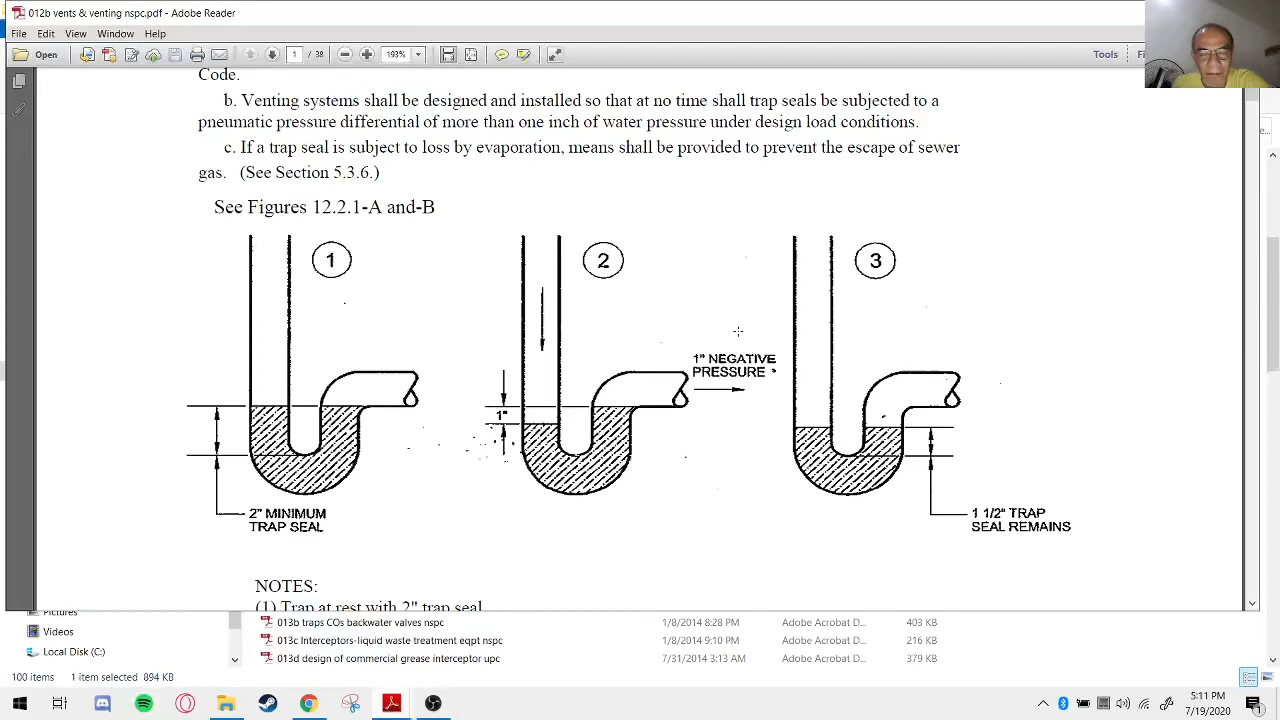 012b vents & venting nspc.pdf - Adobe Reader
File Edit View Window Help
Open 1 / 38 193% Tools
Code.
b. Venting systems shall be designed and installed so that at no time shall trap seals be subjected to a
pneumatic pressure differential of more than one inch of water pressure under design load conditions.
c. If a trap seal is subject to loss by evaporation, means shall be provided to prevent the escape of sewer
gas. (See Section 5.3.6.)
See Figures 12.2.1-A and-B
1 2 3
1" NEGATIVE
PRESSURE
1"
2" MINIMUM
TRAP SEAL
1 1/2" TRAP
SEAL REMAINS
NOTES:
(1) Trap at rest with 2" trap seal
Pictures
013b traps COs backwater valves nspc 1/8/2014 8:28 PM Adobe Acrobat D... 403 KB
Videos
013c Interceptors-liquid waste treatment eqpt nspc 1/8/2014 9:10 PM Adobe Acrobat D... 216 KB
Local Disk (C:)
013d design of commercial grease interceptor upc 7/31/2014 3:13 AM Adobe Acrobat D... 379 KB
100 items 1 item selected 894 KB
5:11 PM
7/19/2020